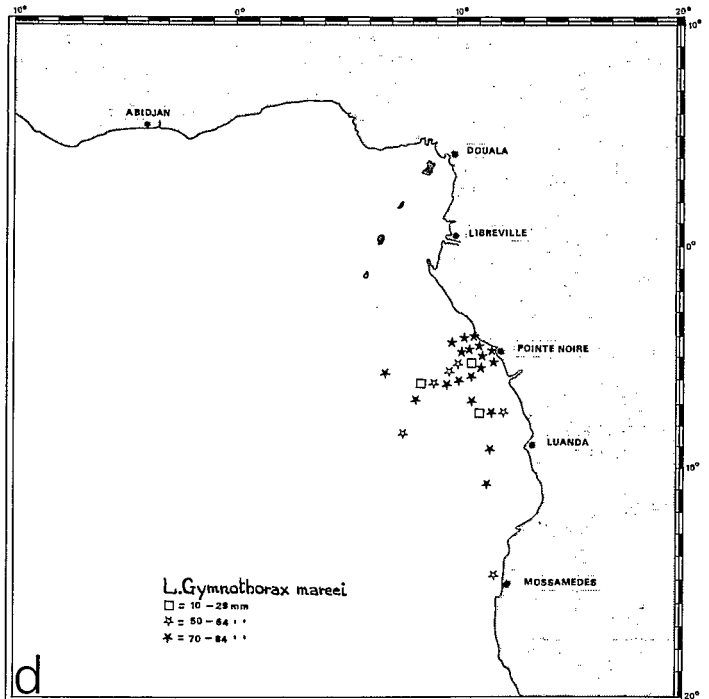 10° 0° 10° 20°
10°
ABIDJAN
DOUALA
LIBREVILLE
0°
POINTE NOIRE
LUANDA
10°
MOSSAMEDES
L.Gymnothorax mareei
□ = 10 - 29 mm
☆ = 50 - 64 ' '
★ = 70 - 84 ' '
d
20°